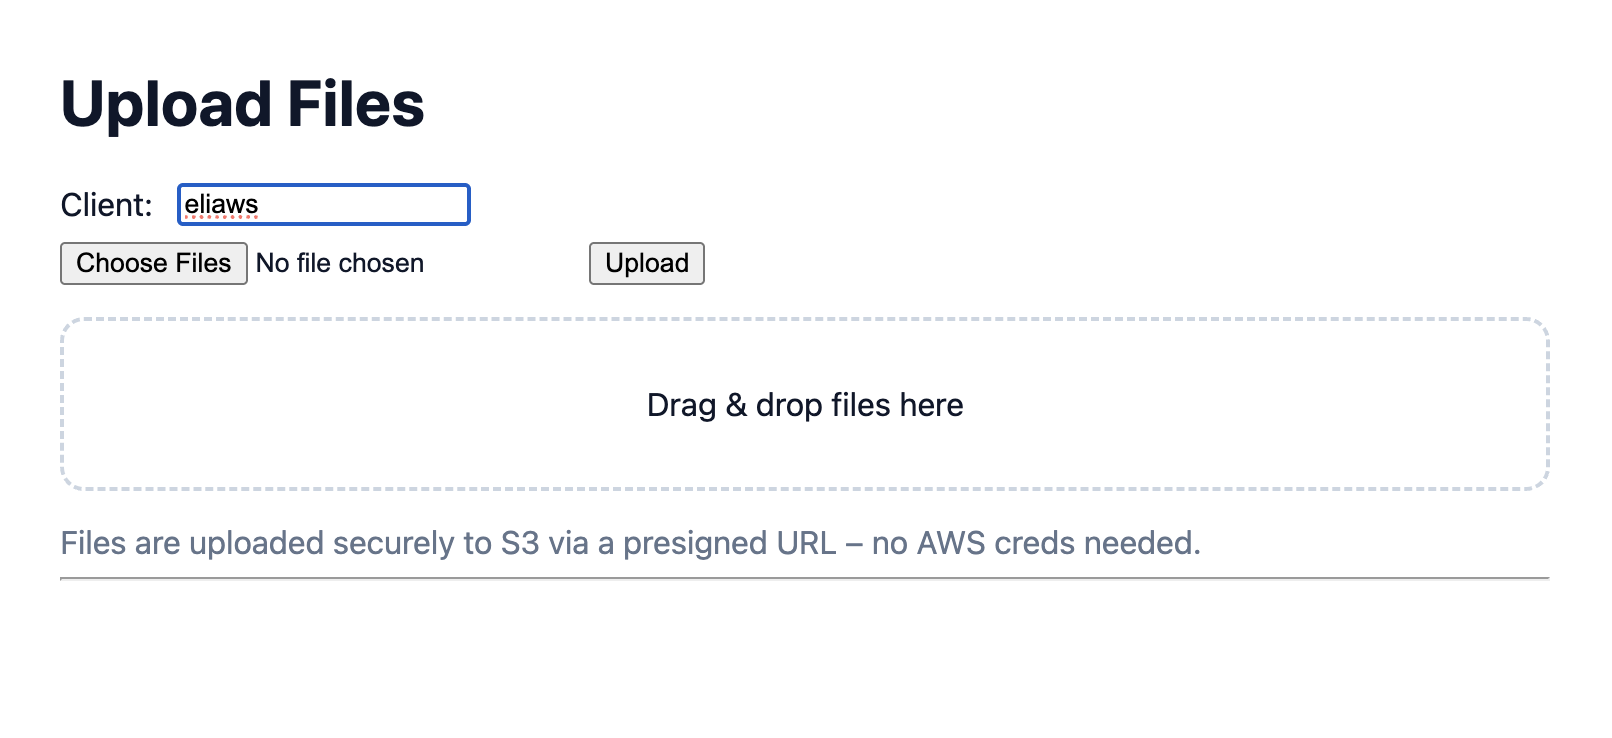 Upload Files
Client: eliaws
Choose Files No file chosen Upload
Drag & drop files here
Files are uploaded securely to S3 via a presigned URL – no AWS creds needed.